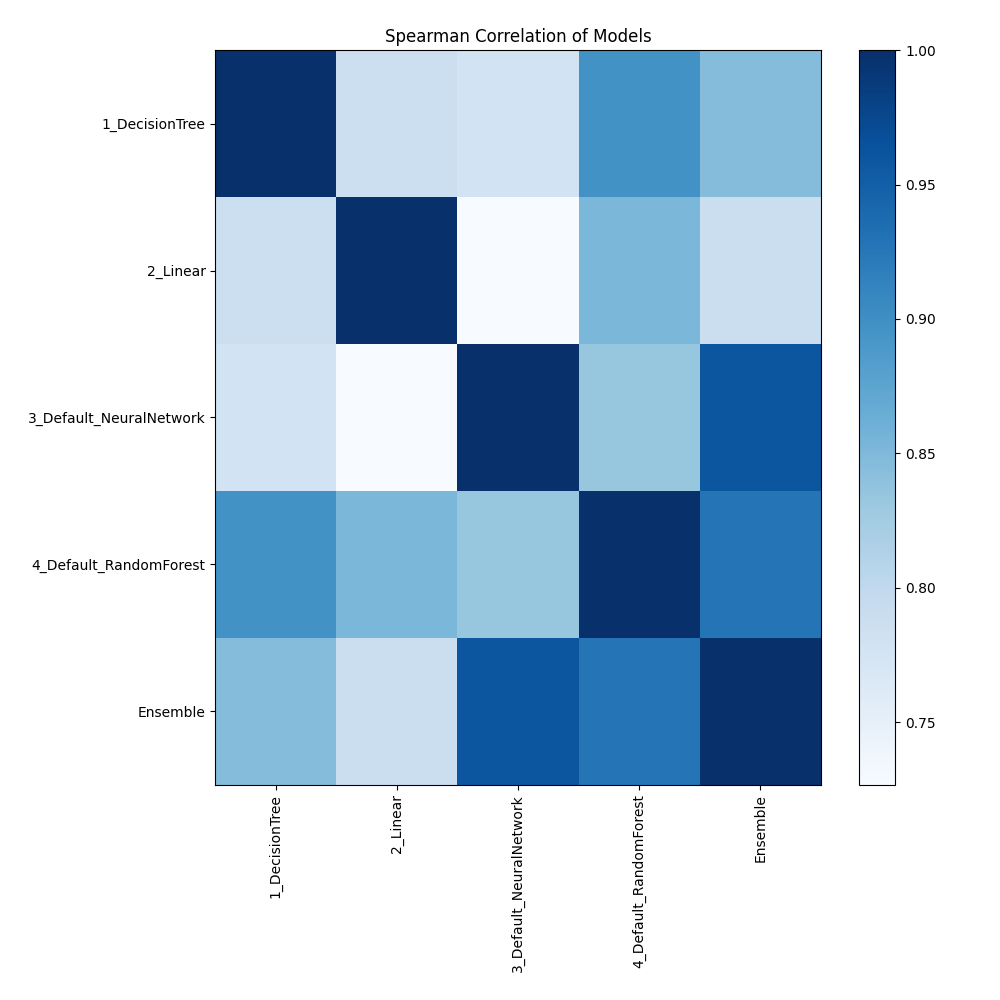 Spearman Correlation of Models
1_DecisionTree
2_Linear
3_Default_NeuralNetwork
4_Default_RandomForest
Ensemble
1_DecisionTree
2_Linear
3_Default_NeuralNetwork
4_Default_RandomForest
Ensemble
1.00
0.95
0.90
0.85
0.80
0.75